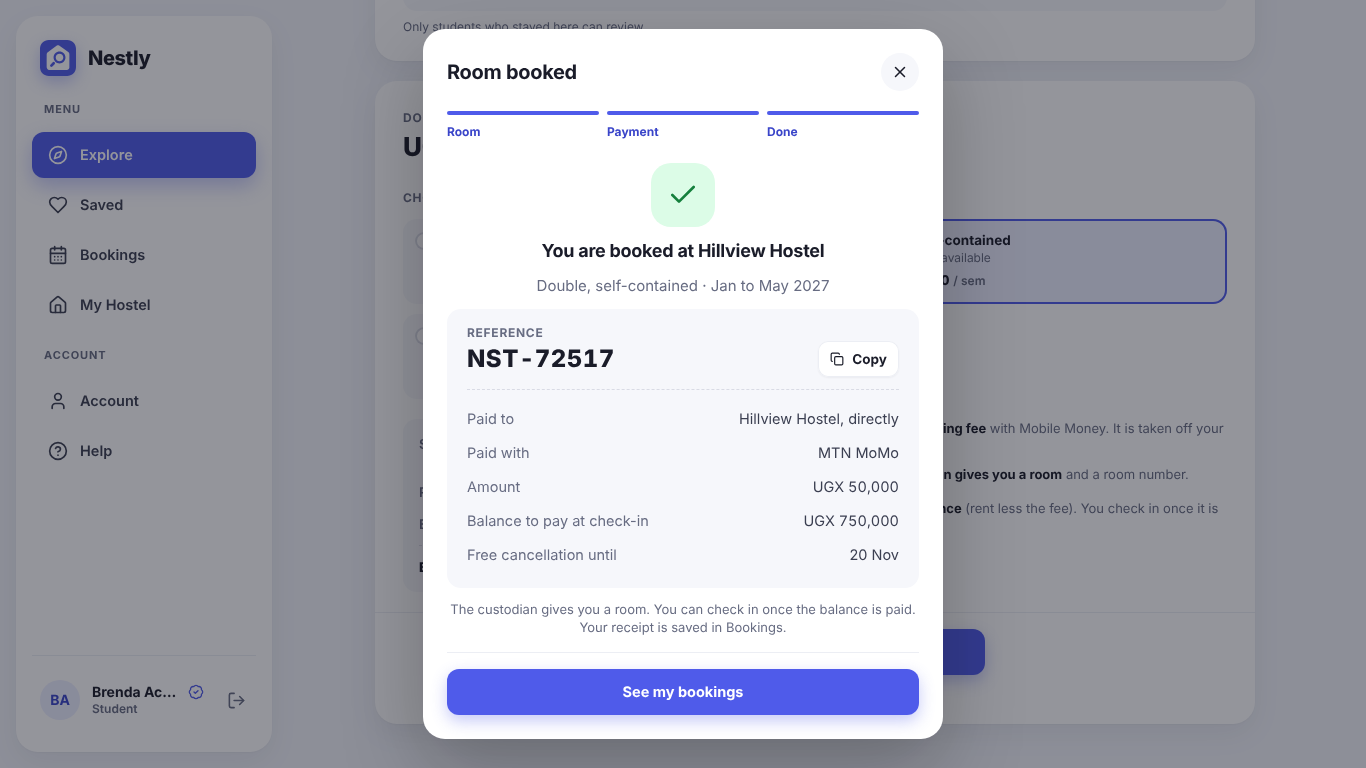 Nestly
MENU
Explore
Saved
Bookings
My Hostel
ACCOUNT
Account
Help
BA
Brenda Ac...
Student
Only students who stayed here can review
Room booked
Room
Payment
Done
You are booked at Hillview Hostel
Double, self-contained · Jan to May 2027
REFERENCE
NST-72517
Copy
Paid to
Hillview Hostel, directly
Paid with
MTN MoMo
Amount
UGX 50,000
Balance to pay at check-in
UGX 750,000
Free cancellation until
20 Nov
The custodian gives you a room. You can check in once the balance is paid.
Your receipt is saved in Bookings.
See my bookings
-contained
available
/ sem
fee with Mobile Money. It is taken off your
gives you a room and a room number.
(rent less the fee). You check in once it is